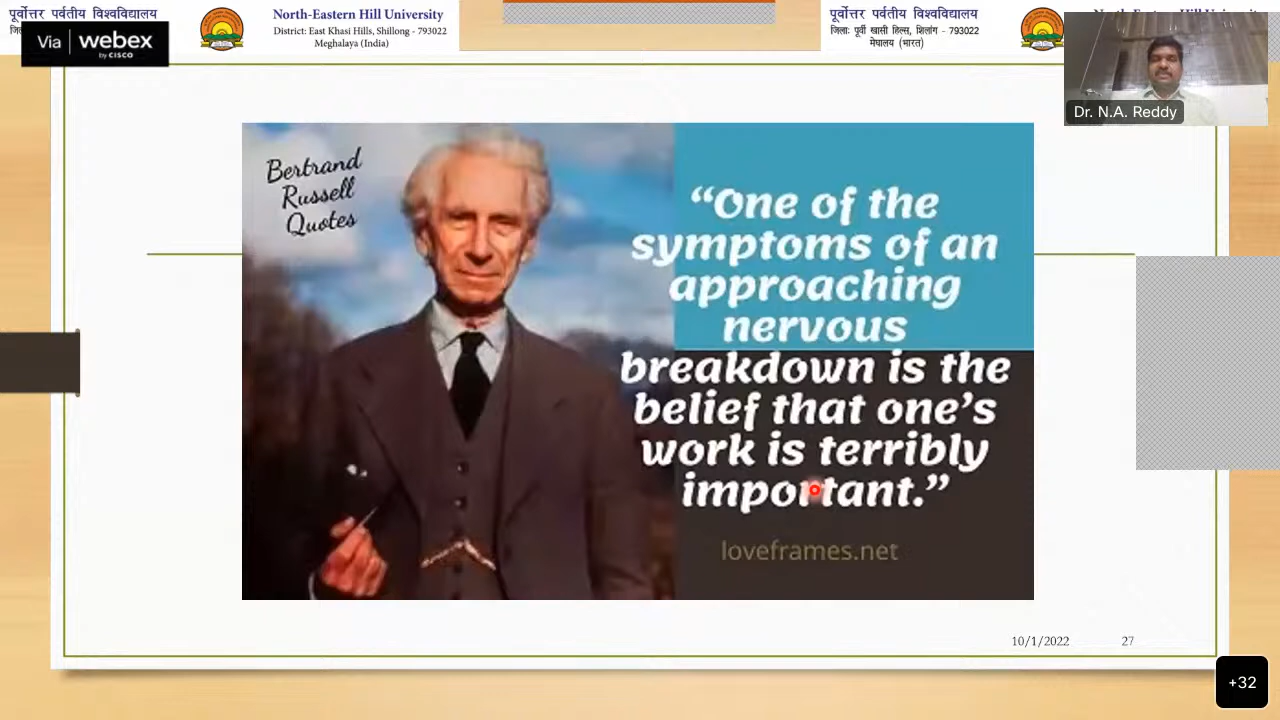 पूर्वोत्तर पर्वतीय विश्वविद्यालय
North-Eastern Hill University
District: East Khasi Hills, Shillong - 793022
Meghalaya (India)
पूर्वोत्तर पर्वतीय विश्वविद्यालय
जिला: पूर्वी खासी हिल्स, शिलांग - 793022
मेघालय (भारत)
Via webex
by CISCO
Dr. N.A. Reddy
Bertrand
Russell
Quotes
“One of the
symptoms of an
approaching
nervous
breakdown is the
belief that one’s
work is terribly
important.”
loveframes.net
10/1/2022 27
+32